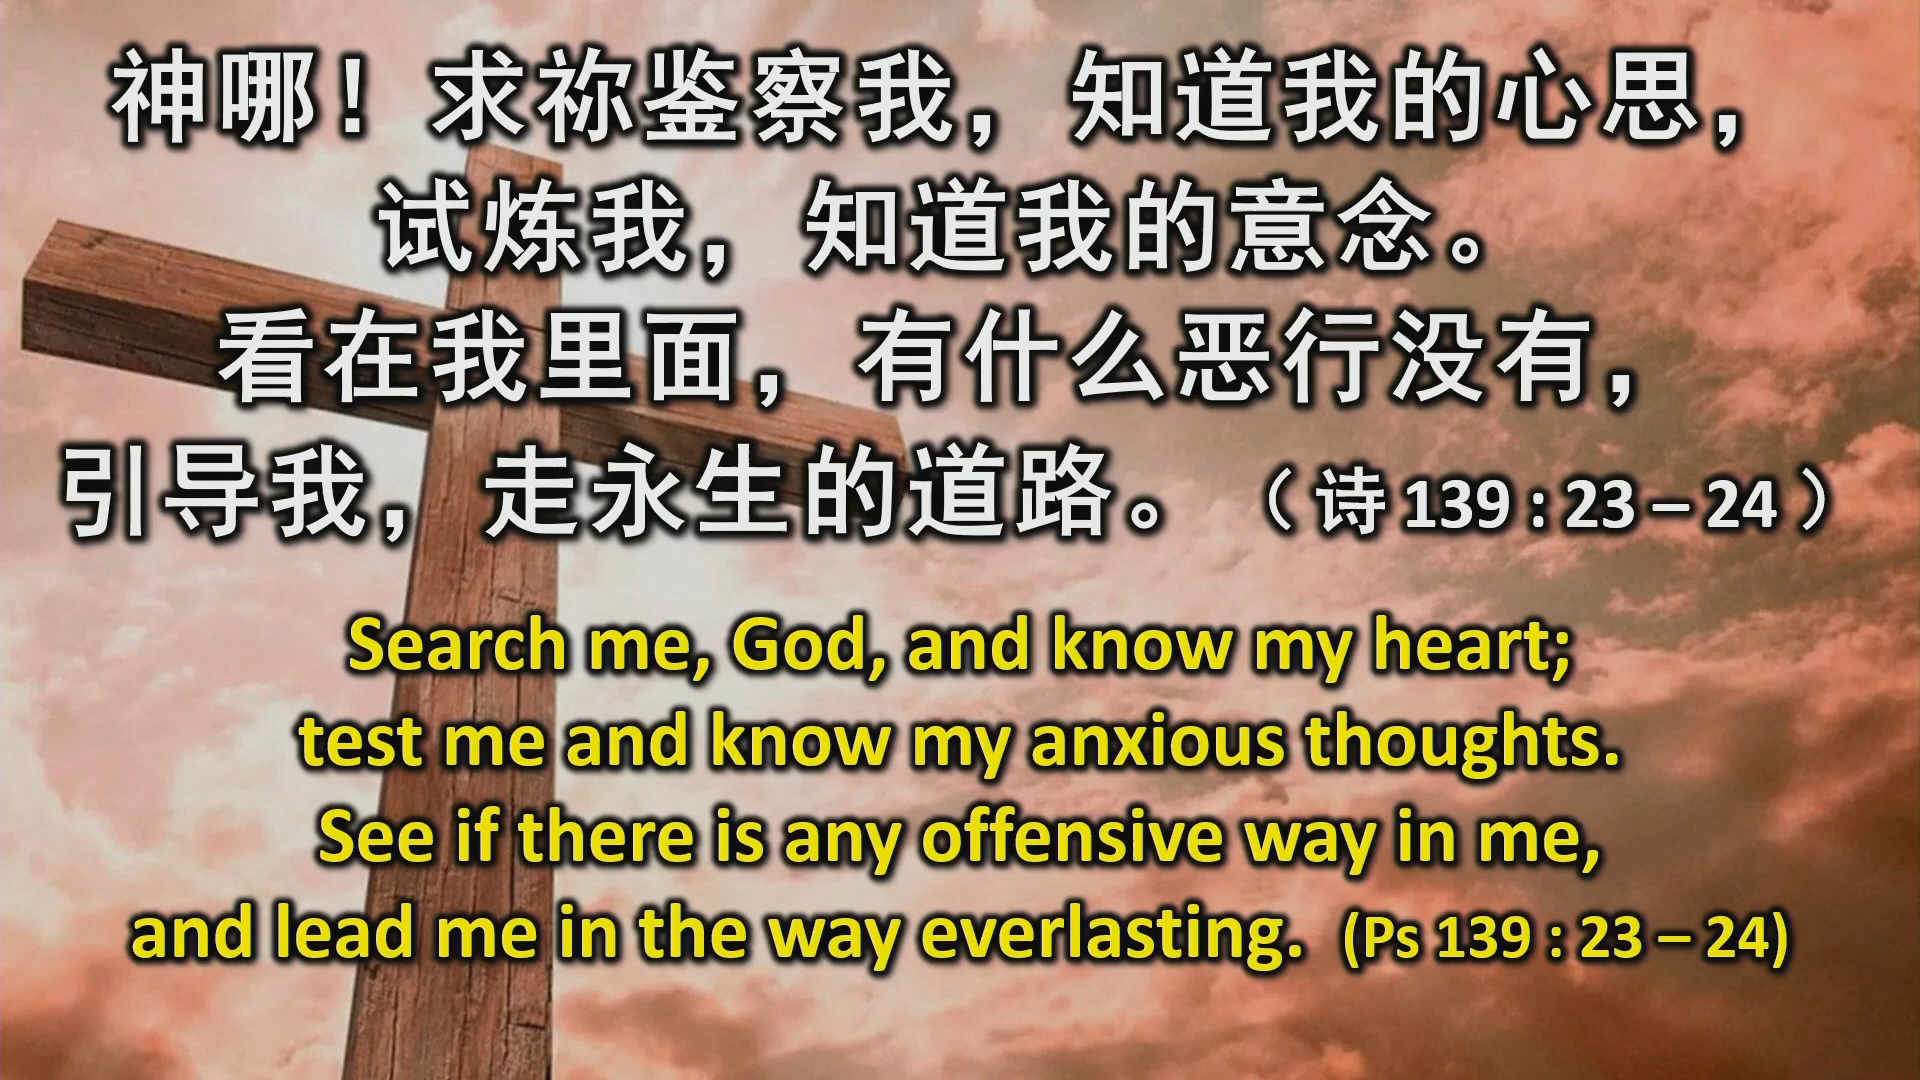 神哪！求祢鉴察我，知道我的心思，
试炼我，知道我的意念。
看在我里面，有什么恶行没有，
引导我，走永生的道路。（诗 139 : 23 – 24）
Search me, God, and know my heart;
test me and know my anxious thoughts.
See if there is any offensive way in me,
and lead me in the way everlasting. (Ps 139 : 23 – 24)